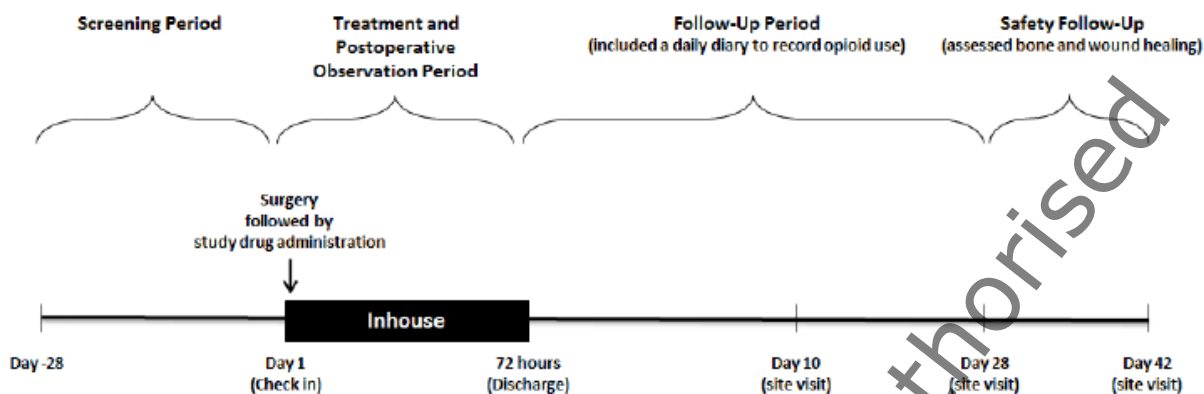 Screening Period
Treatment and
Postoperative
Observation Period
Follow-Up Period
(included a daily diary to record opioid use)
Safety Follow-Up
(assessed bone and wound healing)
Surgery
followed by
study drug administration
Inhouse
Day -28
Day 1
(Check in)
72 hours
(Discharge)
Day 10
(site visit)
Day 28
(site visit)
Day 42
(site visit)
thorised